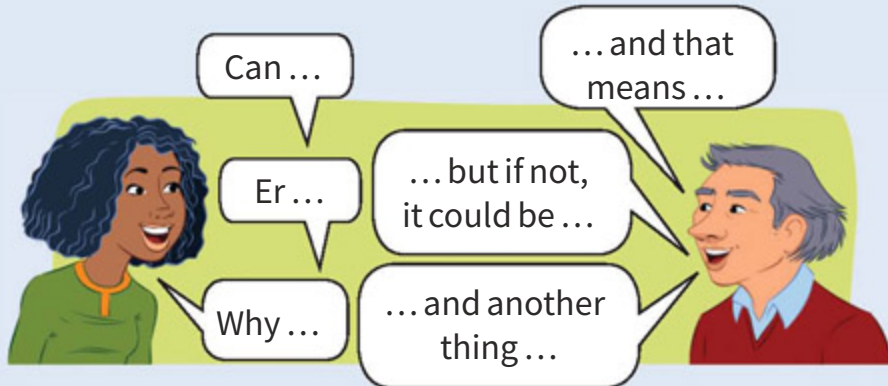 Can …
Er …
Why …
… and that
means …
… but if not,
it could be …
… and another
thing …